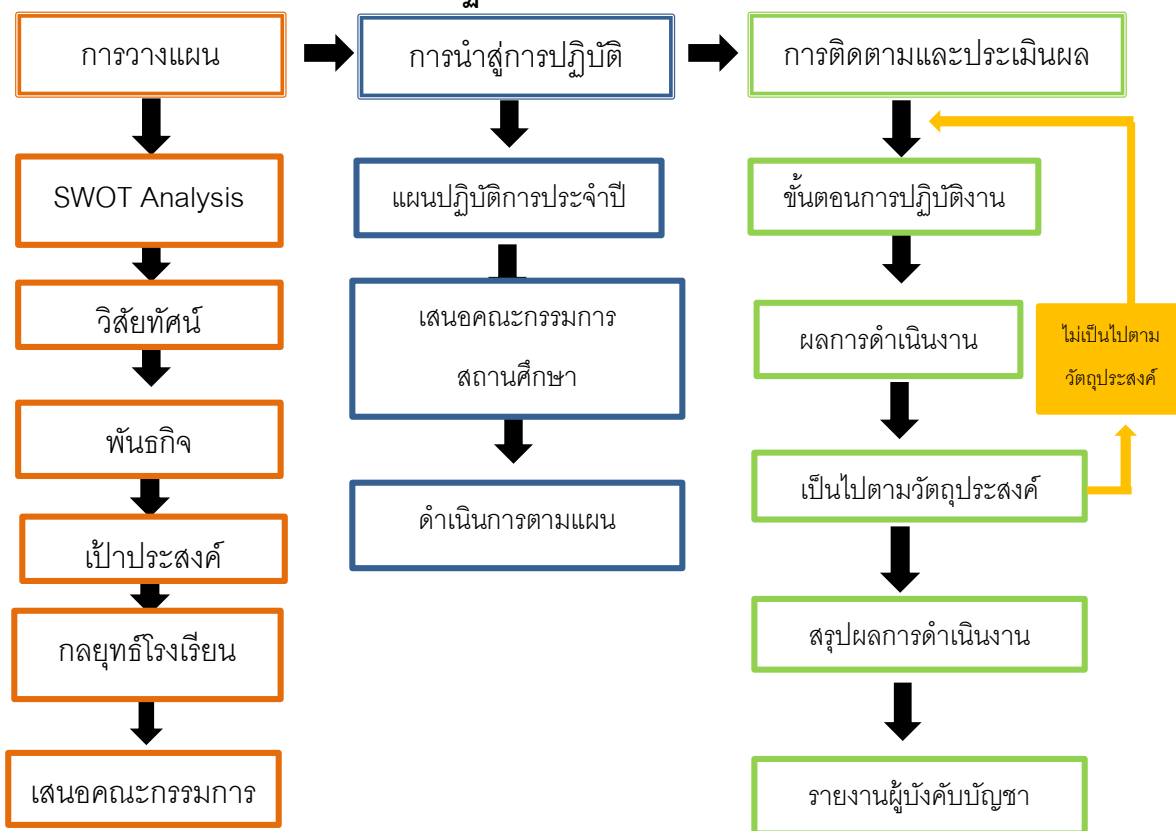 การวางแผน
SWOT Analysis
วิสัยทัศน์
พันธกิจ
เป้าประสงค์
กลยุทธ์โรงเรียน
เสนอคณะกรรมการ
การนำสู่การปฏิบัติ
แผนปฏิบัติการประจำปี
เสนอคณะกรรมการ
สถานศึกษา
ดำเนินการตามแผน
การติดตามและประเมินผล
ขั้นตอนการปฏิบัติงาน
ผลการดำเนินงาน
เป็นไปตามวัตถุประสงค์
ไม่เป็นไปตาม
วัตถุประสงค์
สรุปผลการดำเนินงาน
รายงานผู้บังคับบัญชา